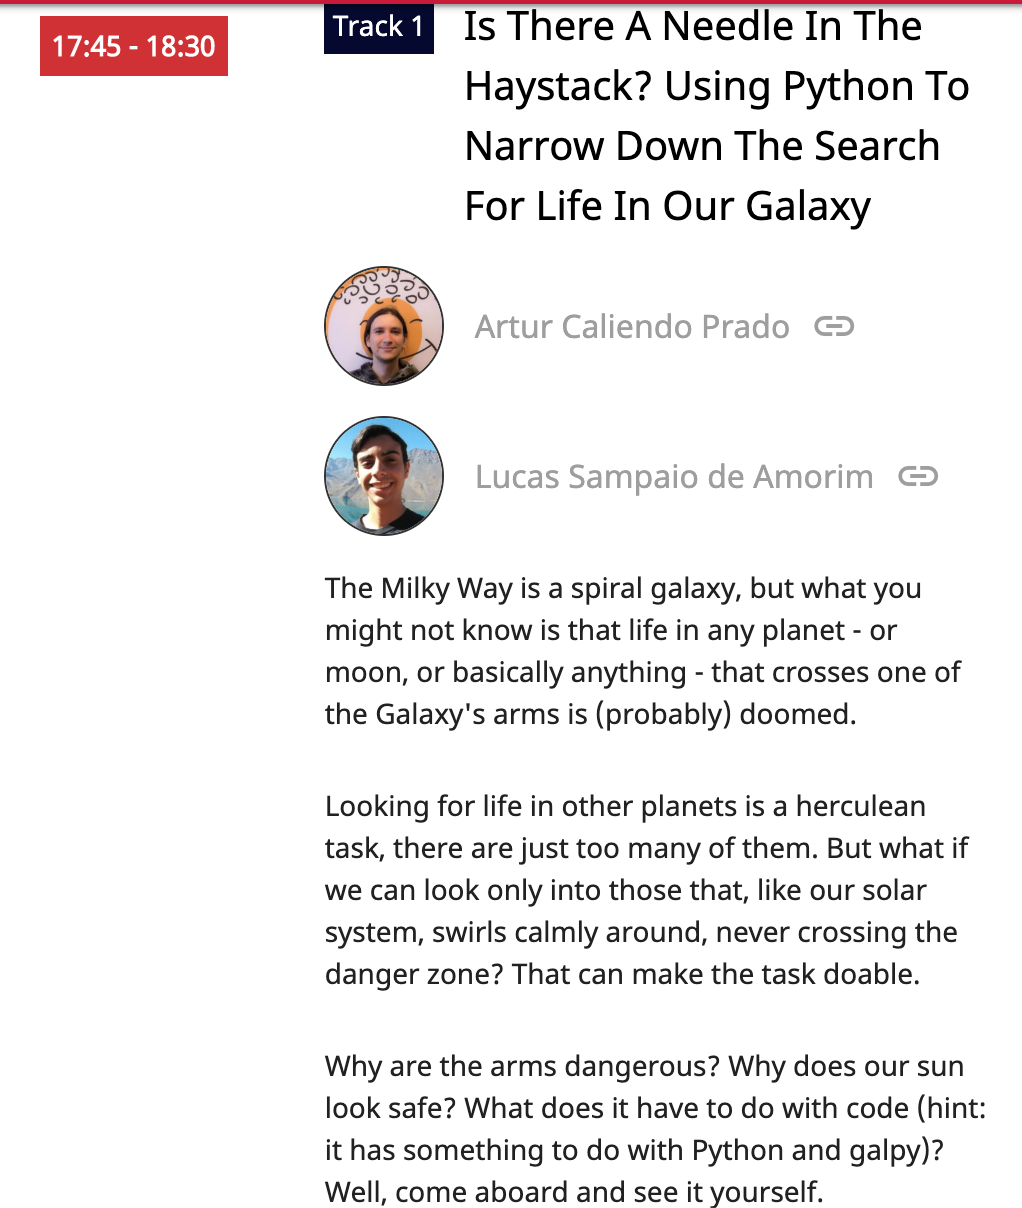 17:45 - 18:30
Track 1
Is There A Needle In The
Haystack? Using Python To
Narrow Down The Search
For Life In Our Galaxy
Artur Caliendo Prado
Lucas Sampaio de Amorim
The Milky Way is a spiral galaxy, but what you
might not know is that life in any planet - or
moon, or basically anything - that crosses one of
the Galaxy's arms is (probably) doomed.
Looking for life in other planets is a herculean
task, there are just too many of them. But what if
we can look only into those that, like our solar
system, swirls calmly around, never crossing the
danger zone? That can make the task doable.
Why are the arms dangerous? Why does our sun
look safe? What does it have to do with code (hint:
it has something to do with Python and galpy)?
Well, come aboard and see it yourself.